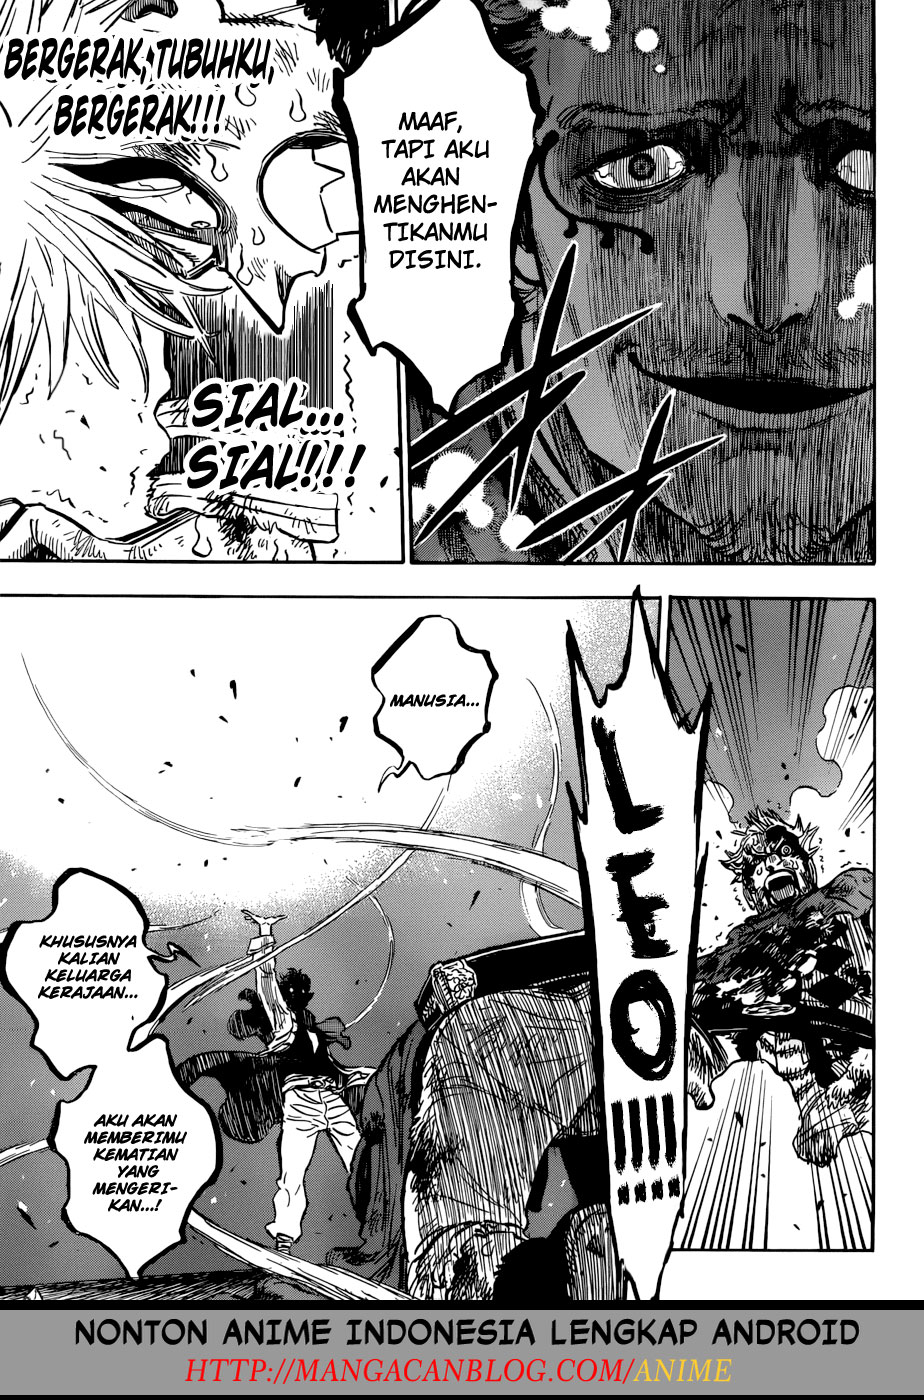 MAAF,
TAPI AKU
AKAN
MENGHEN-
TIKANMU
DISINI.
BERGERAK, TUBUHKU,
BERGERAK!!!
SIAL...
SIAL!!!
LEO!!!!
MANUSIA...
KHUSUSNYA
KALIAN
KELUARGA
KERAJAAN...
AKU AKAN
MEMBERIMU
KEMATIAN
YANG
MENGERI-
KAN...!
NONTON ANIME INDONESIA LENGKAP ANDROID
HTTP://MANGACANBLOG.COM/ANIME